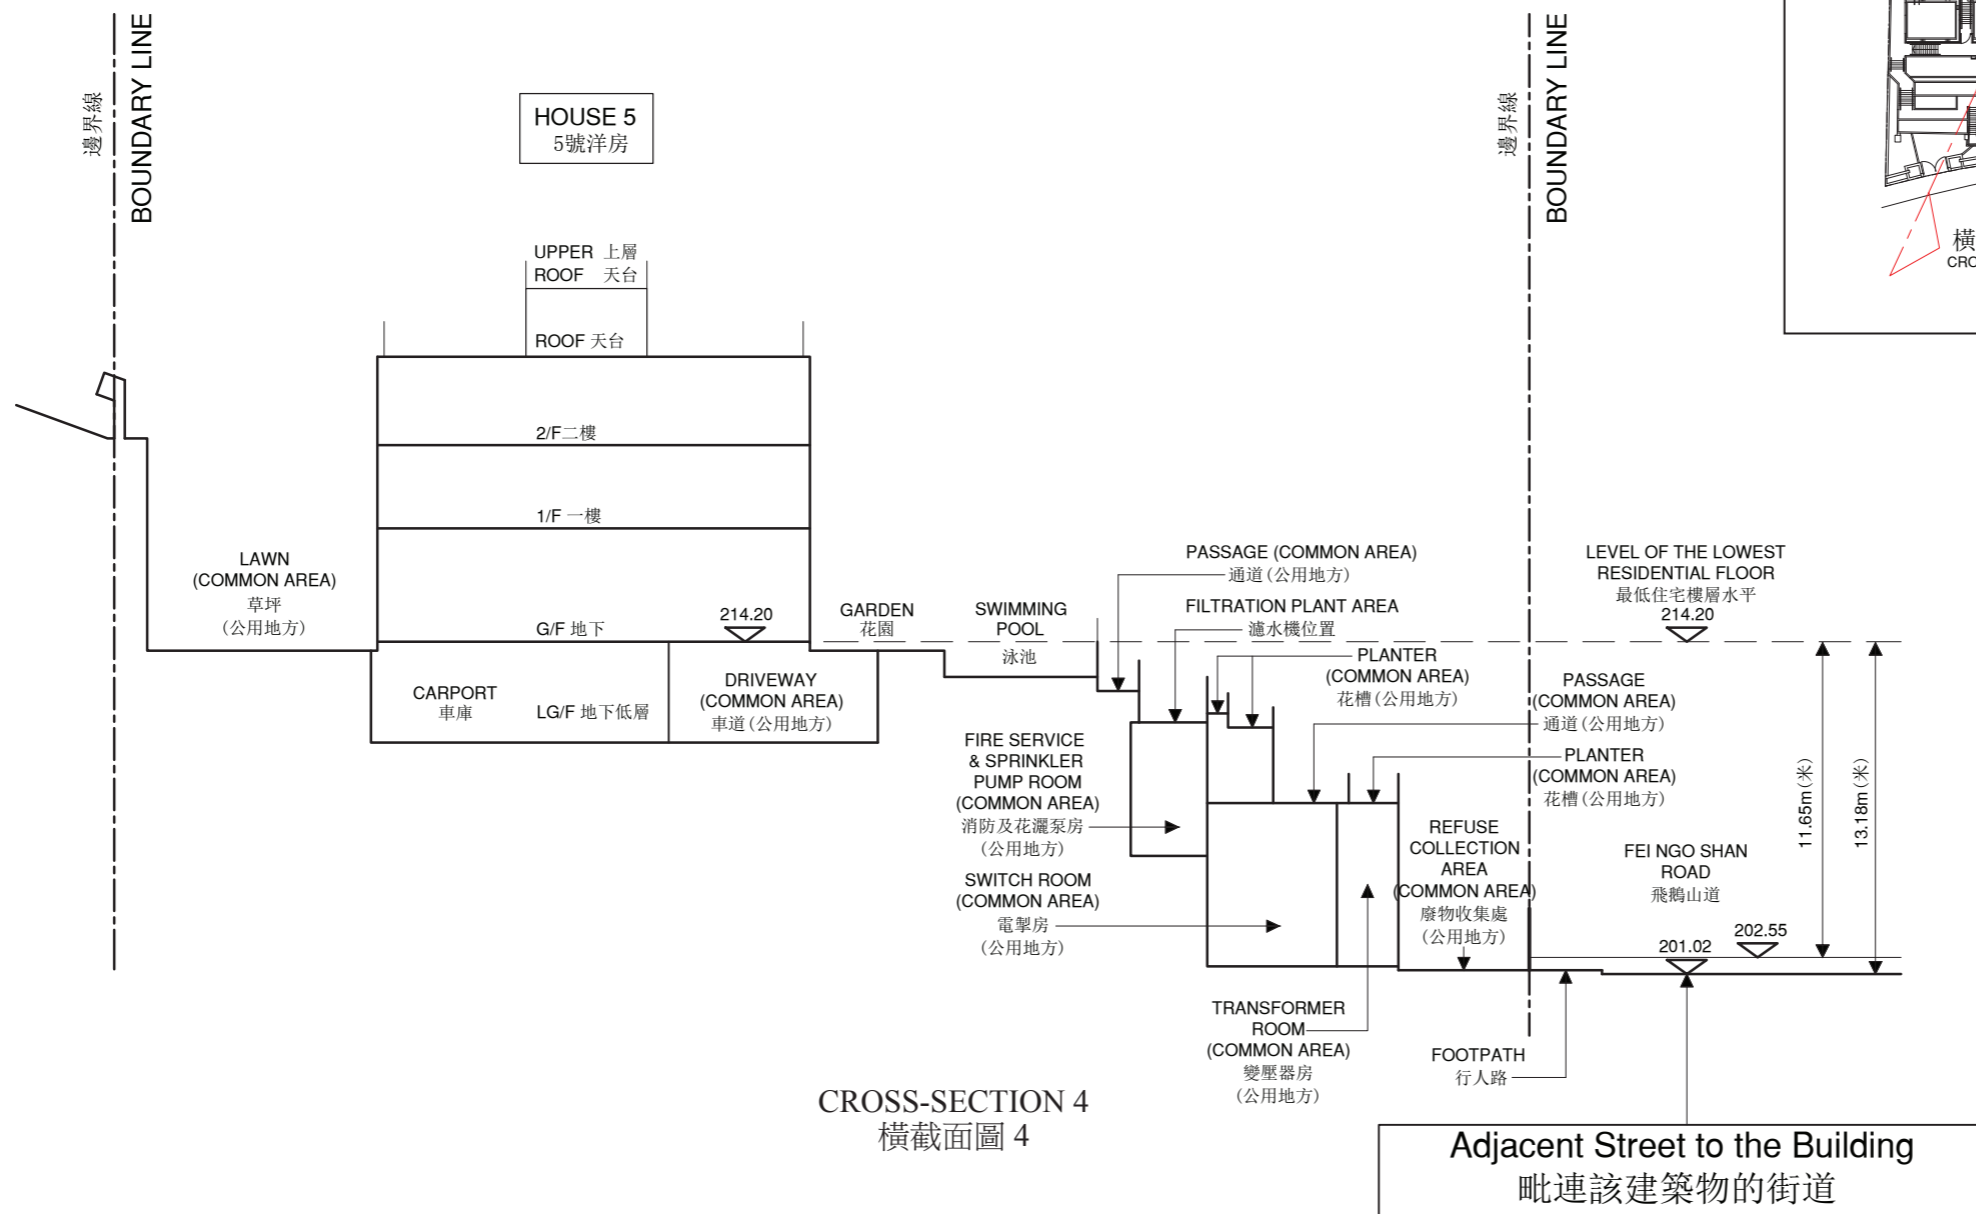 BOUNDARY LINE
邊界線
HOUSE 5
5號洋房
BOUNDARY LINE
邊界線
UPPER 上層
ROOF 天台
ROOF 天台
2/F二樓
1/F 一樓
G/F 地下
214.20
LAWN
(COMMON AREA)
草坪
(公用地方)
CARPORT
車庫
LG/F 地下低層
DRIVEWAY
(COMMON AREA)
車道(公用地方)
GARDEN
花園
SWIMMING
POOL
泳池
PASSAGE (COMMON AREA)
通道(公用地方)
FILTRATION PLANT AREA
濾水機位置
PLANTER
(COMMON AREA)
花槽(公用地方)
LEVEL OF THE LOWEST
RESIDENTIAL FLOOR
最低住宅樓層水平
214.20
PASSAGE
(COMMON AREA)
通道(公用地方)
PLANTER
(COMMON AREA)
花槽(公用地方)
FIRE SERVICE
& SPRINKLER
PUMP ROOM
(COMMON AREA)
消防及花灑泵房
(公用地方)
SWITCH ROOM
(COMMON AREA)
電掣房
(公用地方)
REFUSE
COLLECTION
AREA
(COMMON AREA)
廢物收集處
(公用地方)
FEI NGO SHAN
ROAD
飛鵝山道
11.65m(米)
13.18m(米)
201.02
202.55
TRANSFORMER
ROOM
(COMMON AREA)
變壓器房
(公用地方)
FOOTPATH
行人路
CROSS-SECTION 4
橫截面圖 4
Adjacent Street to the Building
毗連該建築物的街道
橫
CRO